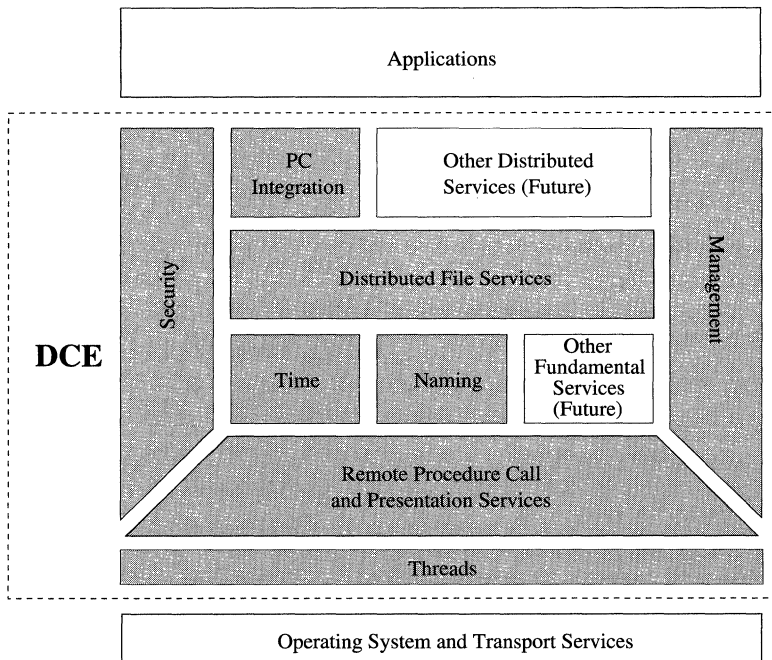 Applications
PC
Integration
Other Distributed
Services (Future)
Security
Management
Distributed File Services
DCE
Time
Naming
Other
Fundamental
Services
(Future)
Remote Procedure Call
and Presentation Services
Threads
Operating System and Transport Services